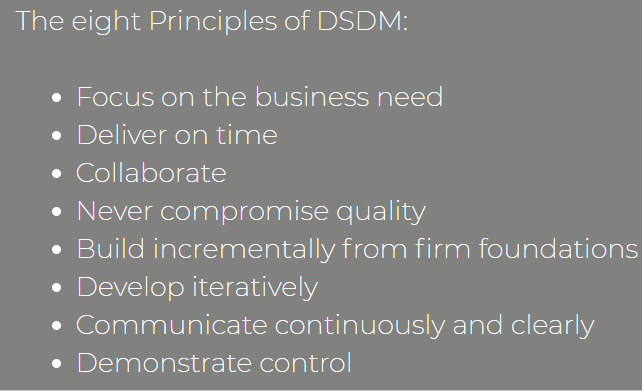 The eight Principles of DSDM:
• Focus on the business need
• Deliver on time
• Collaborate
• Never compromise quality
• Build incrementally from firm foundations
• Develop iteratively
• Communicate continuously and clearly
• Demonstrate control